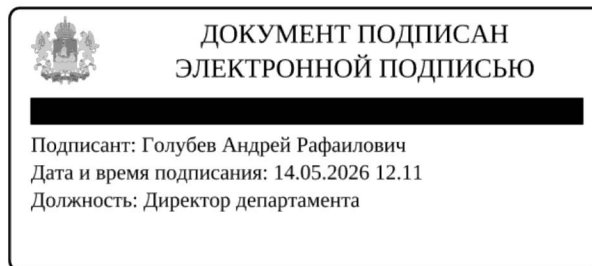 ДОКУМЕНТ ПОДПИСАН
ЭЛЕКТРОННОЙ ПОДПИСЬЮ
Подписант: Голубев Андрей Рафаилович
Дата и время подписания: 14.05.2026 12.11
Должность: Директор департамента